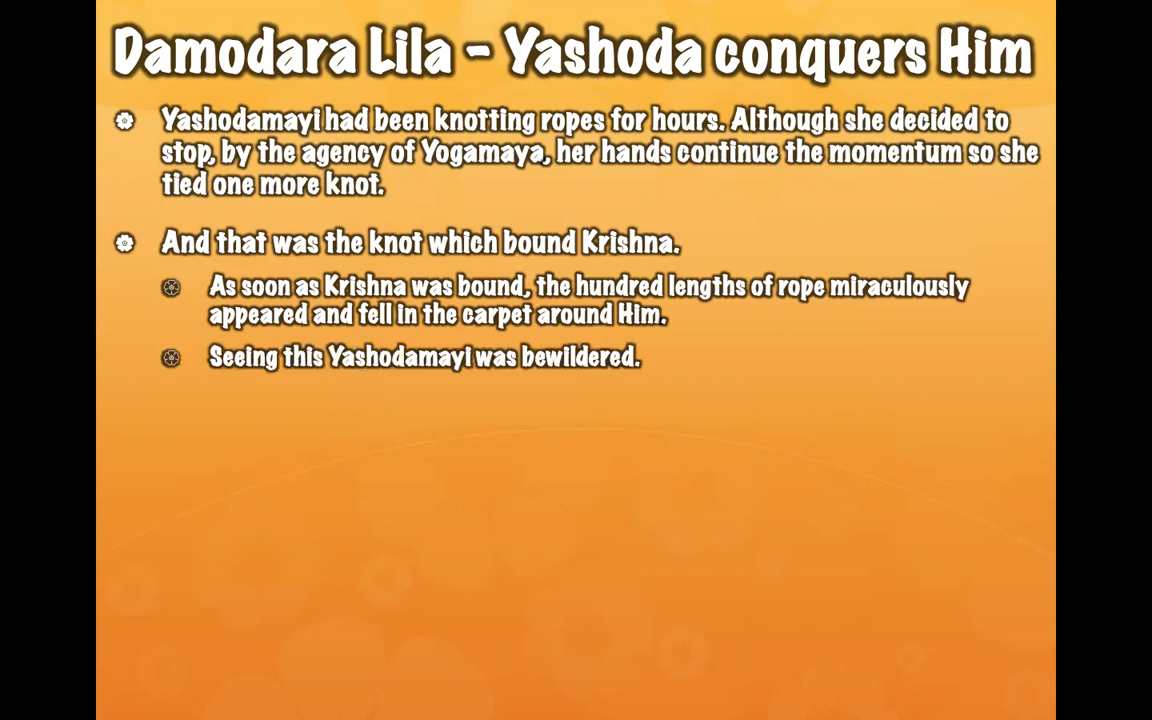 Damodara Lila - Yashoda conquers Him
Yashodamayi had been knotting ropes for hours. Although she decided to
stop, by the agency of Yogamaya, her hands continue the momentum so she
tied one more knot.
And that was the knot which bound Krishna.
As soon as Krishna was bound, the hundred lengths of rope miraculously
appeared and fell in the carpet around Him.
Seeing this Yashodamayi was bewildered.